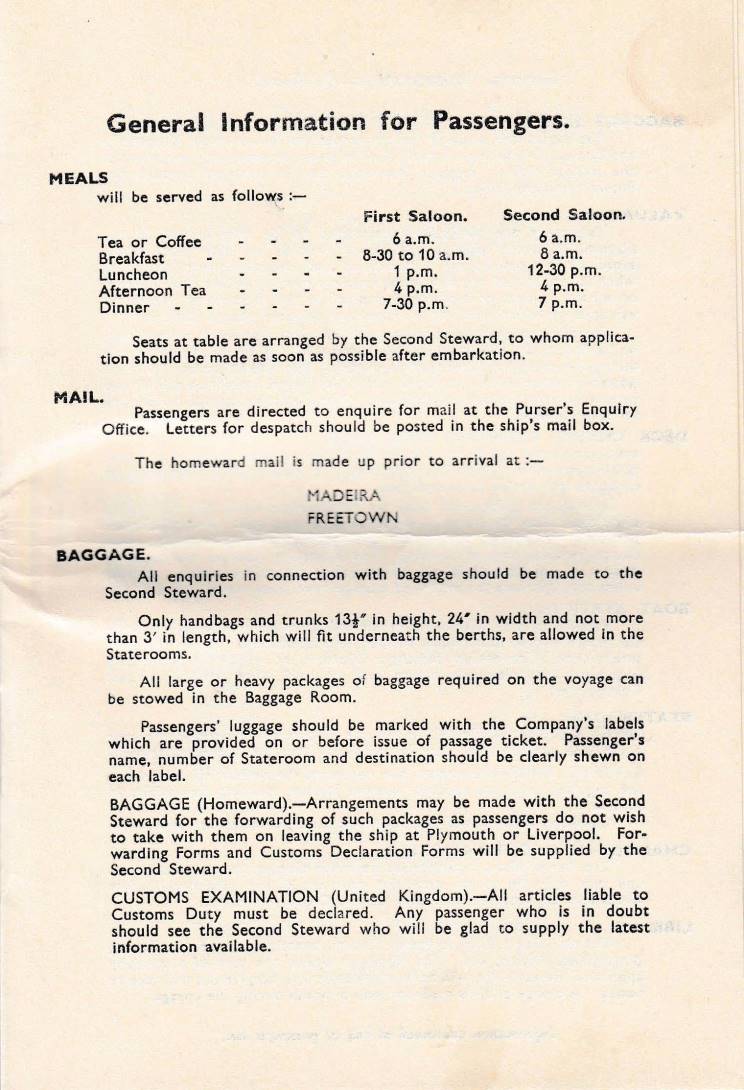 General Information for Passengers.
MEALS
will be served as follows :—
First Saloon. Second Saloon.
Tea or Coffee - - - - 6 a.m. 6 a.m.
Breakfast - - - - - 8-30 to 10 a.m. 8 a.m.
Luncheon - - - - 1 p.m. 12-30 p.m.
Afternoon Tea - - - - 4 p.m. 4 p.m.
Dinner - - - - - - 7-30 p.m. 7 p.m.
Seats at table are arranged by the Second Steward, to whom applica-
tion should be made as soon as possible after embarkation.
MAIL.
Passengers are directed to enquire for mail at the Purser's Enquiry
Office. Letters for despatch should be posted in the ship's mail box.
The homeward mail is made up prior to arrival at :—
MADEIRA
FREETOWN
BAGGAGE.
All enquiries in connection with baggage should be made to the
Second Steward.
Only handbags and trunks 13½″ in height, 24″ in width and not more
than 3′ in length, which will fit underneath the berths, are allowed in the
Staterooms.
All large or heavy packages of baggage required on the voyage can
be stowed in the Baggage Room.
Passengers' luggage should be marked with the Company's labels
which are provided on or before issue of passage ticket. Passenger's
name, number of Stateroom and destination should be clearly shewn on
each label.
BAGGAGE (Homeward).—Arrangements may be made with the Second
Steward for the forwarding of such packages as passengers do not wish
to take with them on leaving the ship at Plymouth or Liverpool. For-
warding Forms and Customs Declaration Forms will be supplied by the
Second Steward.
CUSTOMS EXAMINATION (United Kingdom).—All articles liable to
Customs Duty must be declared. Any passenger who is in doubt
should see the Second Steward who will be glad to supply the latest
information available.